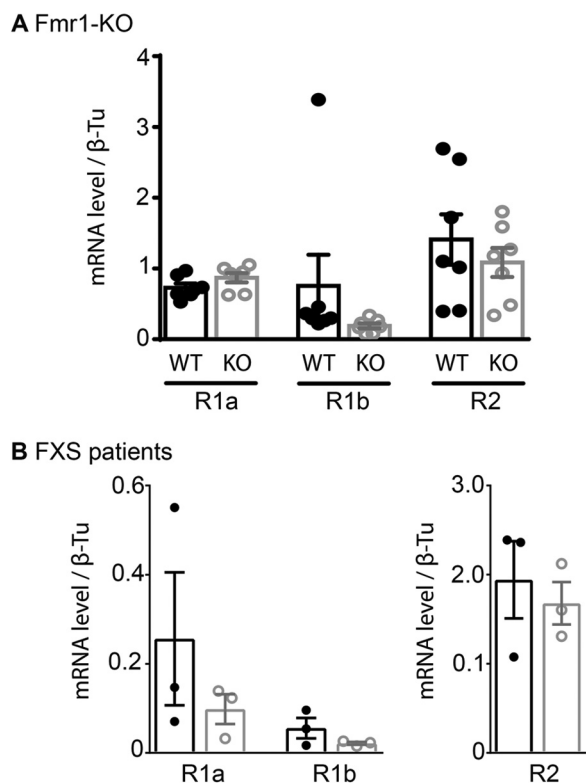 A Fmr1-KO
mRNA level / β-Tu
4
3
2
1
0
WT KO WT KO WT KO
R1a R1b R2
B FXS patients
mRNA level / β-Tu
0.6
0.4
0.2
0
R1a R1b
mRNA level / β-Tu
3.0
2.0
0.1
0
R2